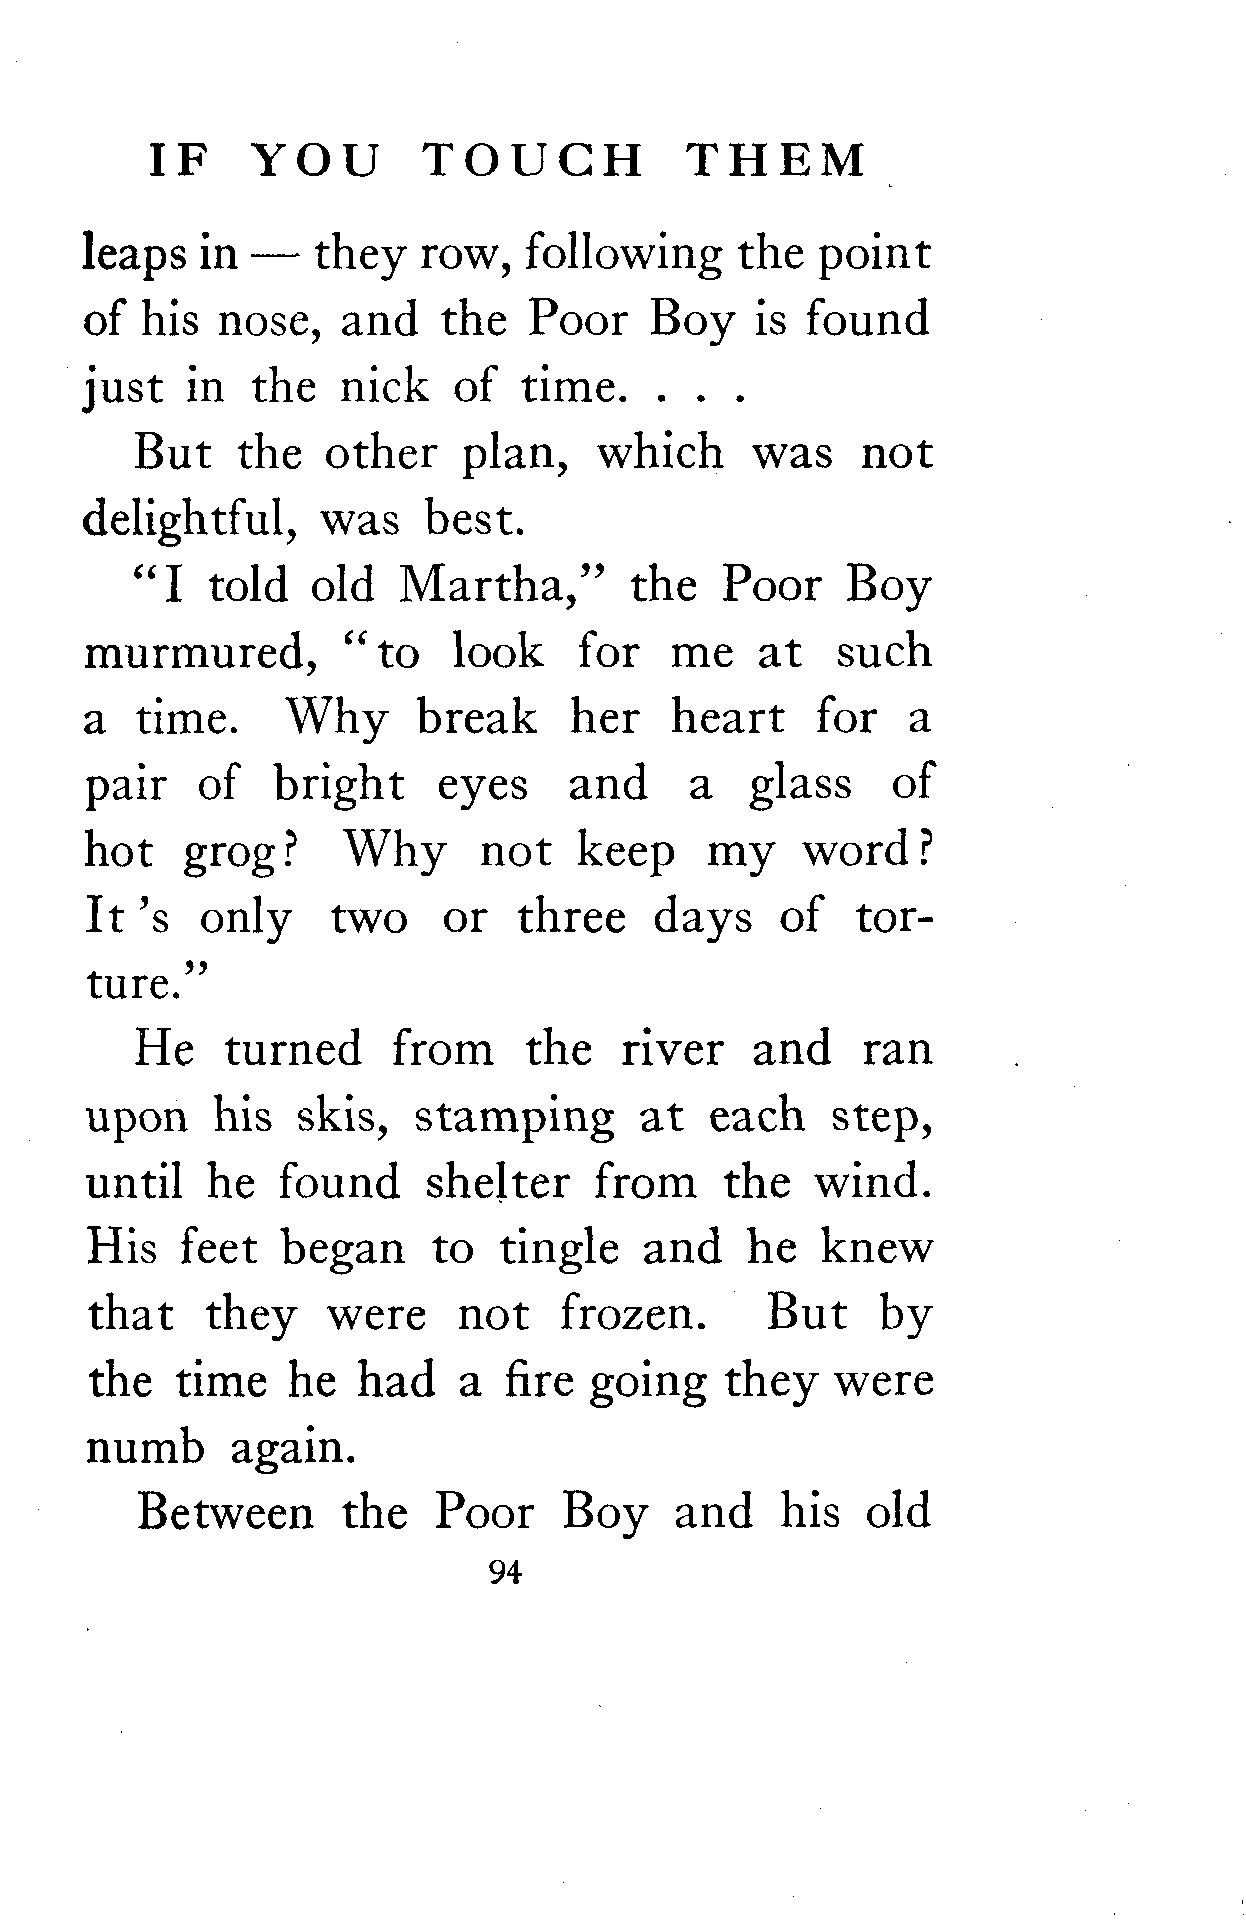 IF YOU TOUCH THEM
leaps in — they row, following the point
of his nose, and the Poor Boy is found
just in the nick of time. . . .
But the other plan, which was not
delightful, was best.
"I told old Martha," the Poor Boy
murmured, "to look for me at such
a time. Why break her heart for a
pair of bright eyes and a glass of
hot grog? Why not keep my word?
It 's only two or three days of tor-
ture."
He turned from the river and ran
upon his skis, stamping at each step,
until he found shelter from the wind.
His feet began to tingle and he knew
that they were not frozen. But by
the time he had a fire going they were
numb again.
Between the Poor Boy and his old
94